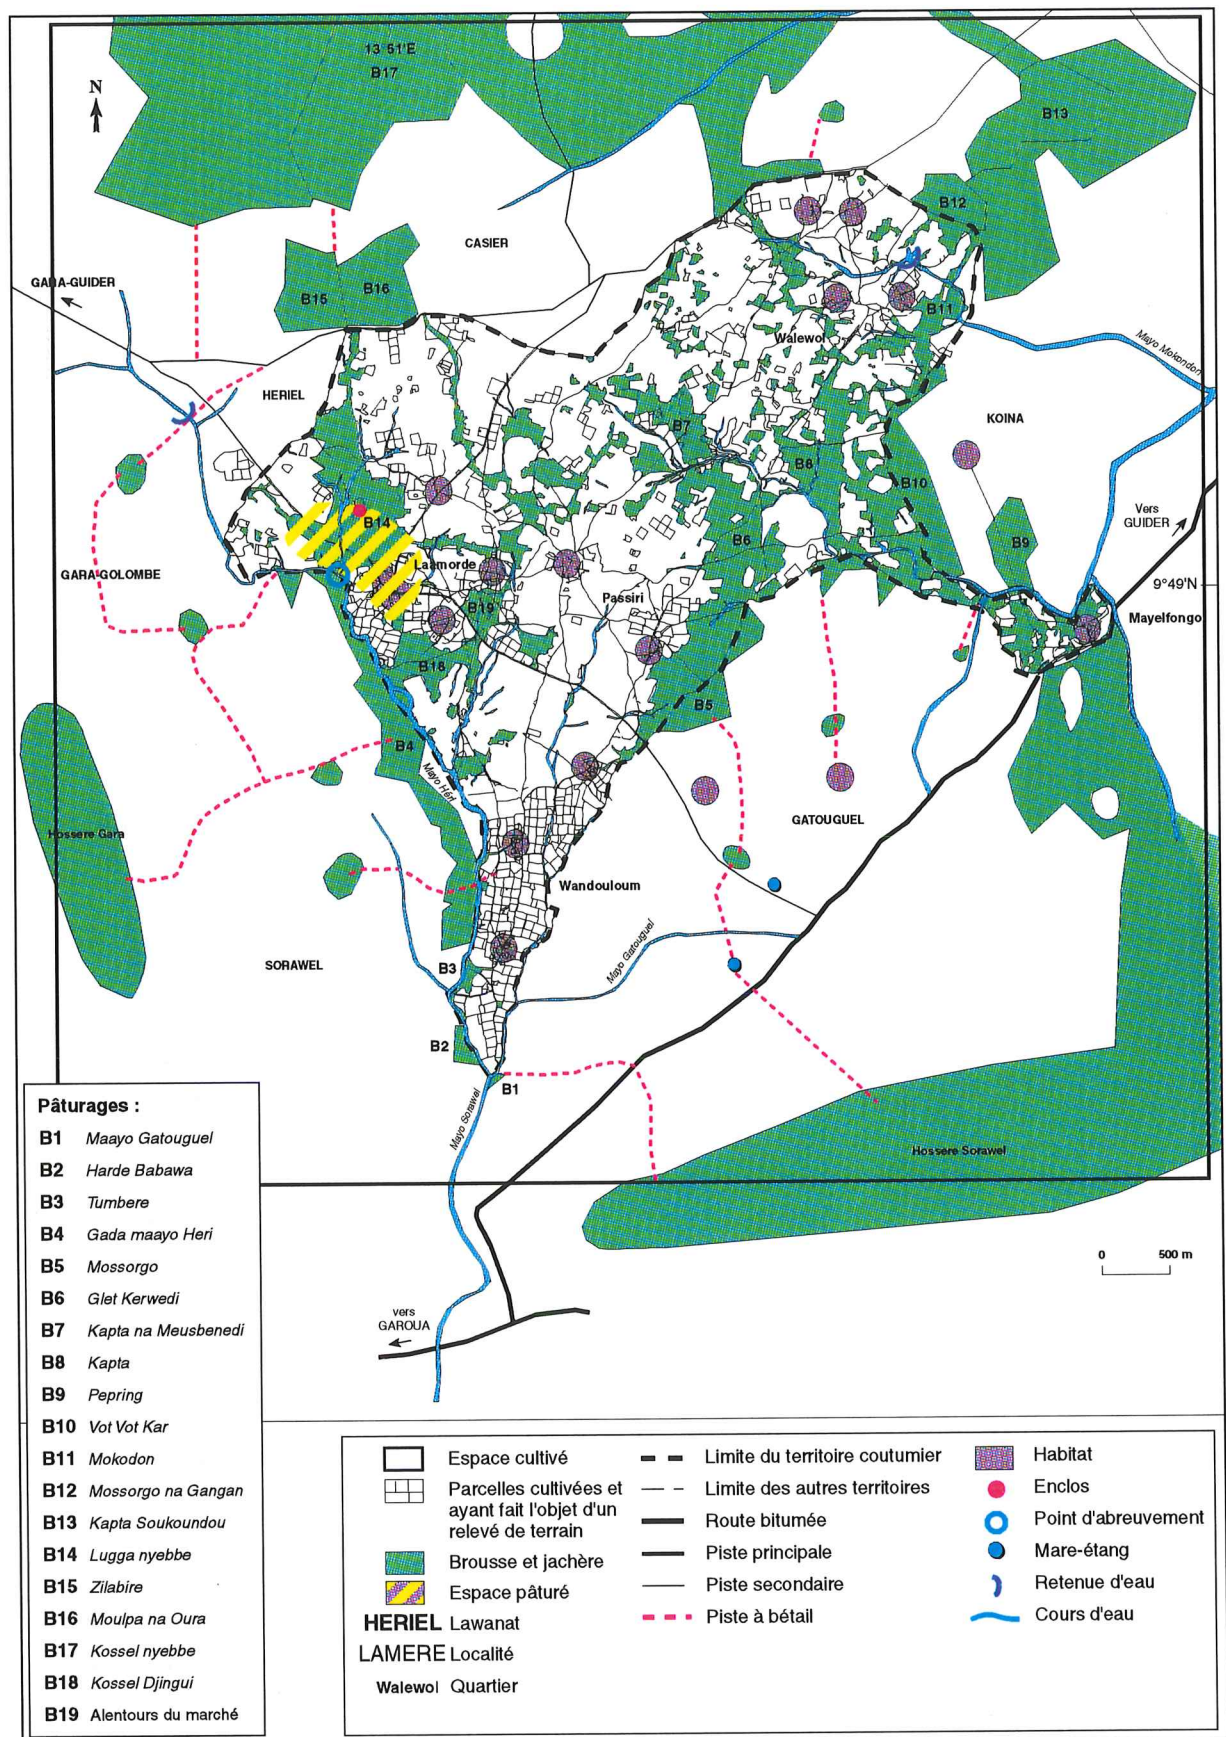 13 51'E
B17
N
B13
B12
CASIER
GARA-GUIDER
B15
B16
B11
Walewol
Mayo Mokondon
HERIEL
KOINA
B7
B8
B10
B14
Vers
GUIDER
B9
B6
Laamorde
GARA-GOLOMBE
9°49'N
Passiri
B19
Mayelfongo
B18
B5
B4
Mayo Héri
GATOUGUEL
Hossere Gara
Wandouloum
Mayo Gatouguel
SORAWEL
B3
B2
B1
Mayo Sorawel
Hossere Sorawel
0 500 m
vers
GAROUA
Pâturages :
B1 Maayo Gatouguel
B2 Harde Babawa
B3 Tumbere
B4 Gada maayo Heri
B5 Mossorgo
B6 Glet Kerwedi
B7 Kapta na Meusbenedi
B8 Kapta
B9 Pepring
B10 Vot Vot Kar
B11 Mokodon
B12 Mossorgo na Gangan
B13 Kapta Soukoundou
B14 Lugga nyebbe
B15 Zilabire
B16 Moulpa na Oura
B17 Kossel nyebbe
B18 Kossel Djingui
B19 Alentours du marché
Espace cultivé
Parcelles cultivées et
ayant fait l'objet d'un
relevé de terrain
Brousse et jachère
Espace pâturé
HERIEL Lawanat
LAMERE Localité
Walewol Quartier
Limite du territoire coutumier
Limite des autres territoires
Route bitumée
Piste principale
Piste secondaire
Piste à bétail
Habitat
Enclos
Point d'abreuvement
Mare-étang
Retenue d'eau
Cours d'eau